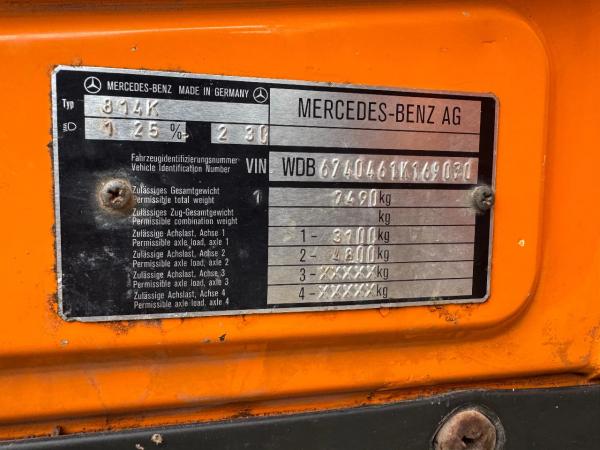 MERCEDES-BENZ MADE IN GERMANY
MERCEDES-BENZ AG
Typ 814K
1 25 %- 2 30
Fahrzeugidentifizierungsnummer
Vehicle Identification Number
VIN WDB 6740461K169030
Zulässiges Gesamtgewicht
Permissible total weight
1 7490 kg
Zulässiges Zug-Gesamtgewicht
Permissible combination weight
kg
Zulässige Achslast, Achse 1
Permissible axle load, axle 1
1 - 3100 kg
Zulässige Achslast, Achse 2
Permissible axle load, axle 2
2 - 4800 kg
Zulässige Achslast, Achse 3
Permissible axle load, axle 3
3 - XXXXX kg
Zulässige Achslast, Achse 4
Permissible axle load, axle 4
4 - XXXXX kg